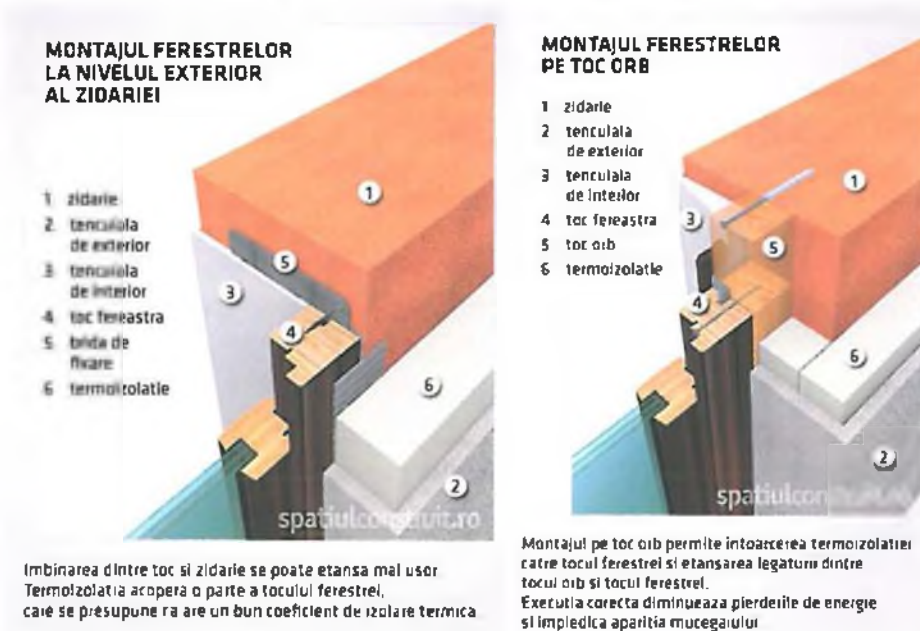 MONTAJUL FERESTRELOR
LA NIVELUL EXTERIOR
AL ZIDARIEI
1 zidarie
2 tenculala
de exterior
3 tenculala
de interior
4 toc fereastra
5 brida de
fixare
6 termoizolatie
1
5
3
4
6
2
spatiulconstruit.ro
Imbinarea dintre toc si zidarie se poate etansa mai usor
Termoizolatia acopera o parte a tocului ferestrei,
care se presupune ca are un bun coeficient de izolare termica
MONTAJUL FERESTRELOR
PE TOC ORB
1 zidarie
2 tenculala
de exterior
3 tenculala
de interior
4 toc fereastra
5 toc orb
6 termoizolatie
1
3
5
4
6
2
spatiulcon
Montajul pe toc orb permite intoarcerea termoizolatiei
catre tocul ferestrei si etansarea legaturii dintre
tocul orb si tocul ferestrei.
Executia corecta diminueaza pierderile de energie
si impiedica aparitia mucegaiului